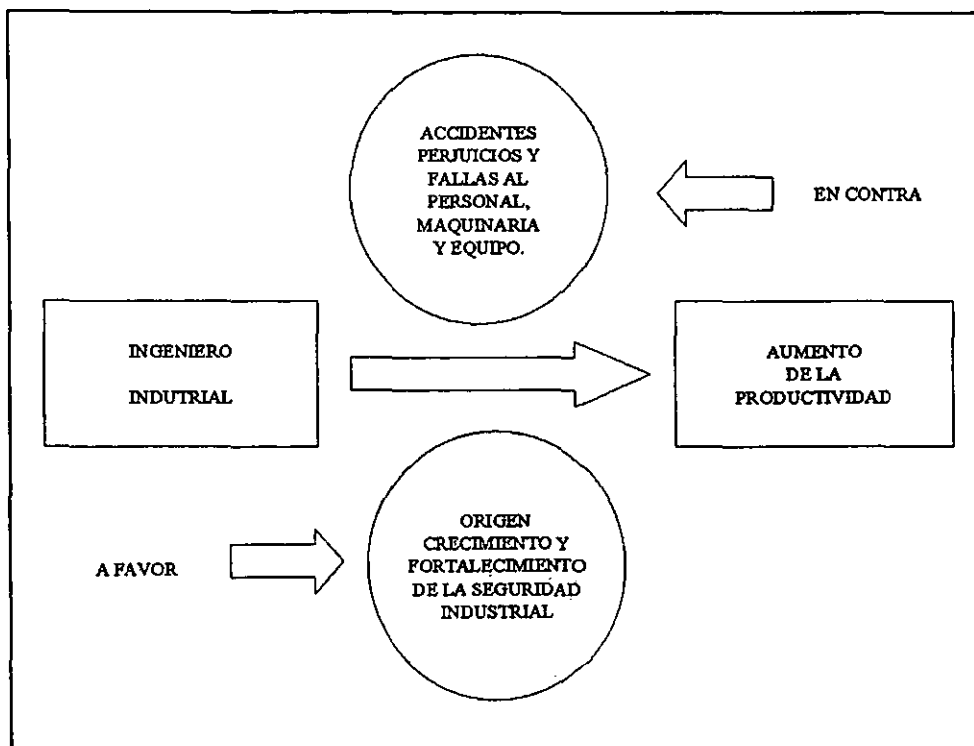 ACCIDENTES
PERJUICIOS Y
FALLAS AL
PERSONAL,
MAQUINARIA
Y EQUIPO.
EN CONTRA
INGENIERO
INDUTRIAL
AUMENTO
DE LA
PRODUCTIVIDAD
A FAVOR
ORIGEN
CRECIMIENTO Y
FORTALECIMIENTO
DE LA SEGURIDAD
INDUSTRIAL